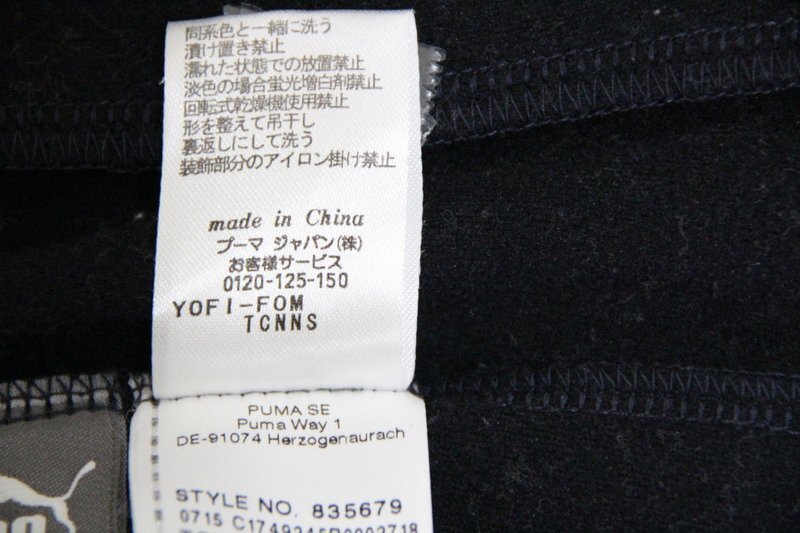 同系色と一緒に洗う
漬け置き禁止
濡れた状態での放置禁止
淡色の場合蛍光増白剤禁止
回転式乾燥機使用禁止
形を整えて吊干し
裏返しにして洗う
装飾部分のアイロン掛け禁止
made in China
プーマ ジャパン(株)
お客様サービス
0120-125-150
YOFI-FOM
TCNNS
PUMA SE
Puma Way 1
DE-91074 Herzogenaurach
STYLE NO. 835679
0715